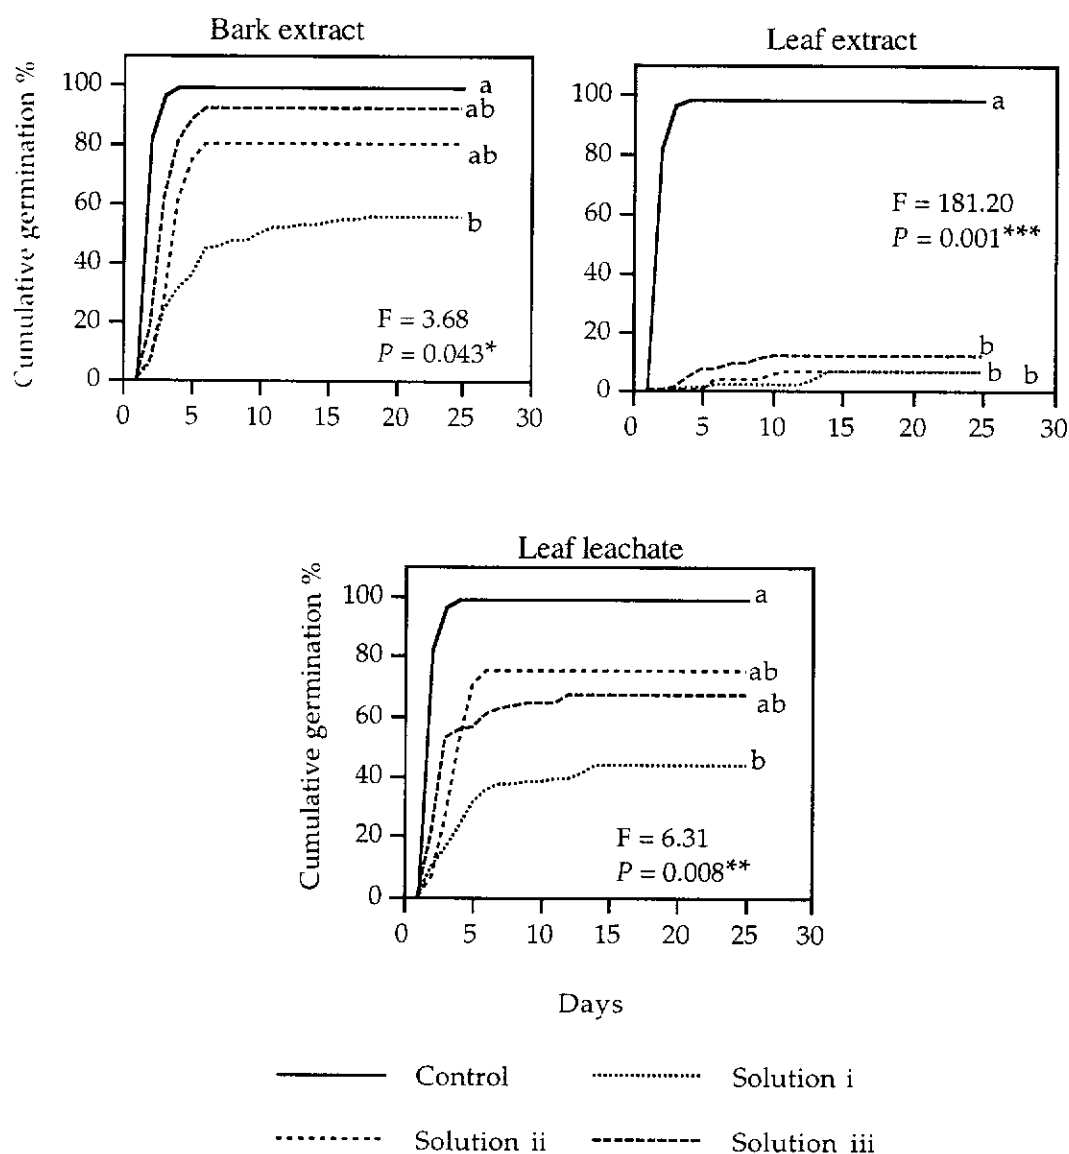 Bark extract
Cumulative germination %
100
80
60
40
20
0
0 5 10 15 20 25 30
a
ab
ab
b
F = 3.68
P = 0.043*
Leaf extract
100
80
60
40
20
0
0 5 10 15 20 25 30
a
F = 181.20
P = 0.001***
b
b b
Leaf leachate
Cumulative germination %
100
80
60
40
20
0
0 5 10 15 20 25 30
a
ab
ab
b
F = 6.31
P = 0.008**
Days
Control
Solution i
Solution ii
Solution iii